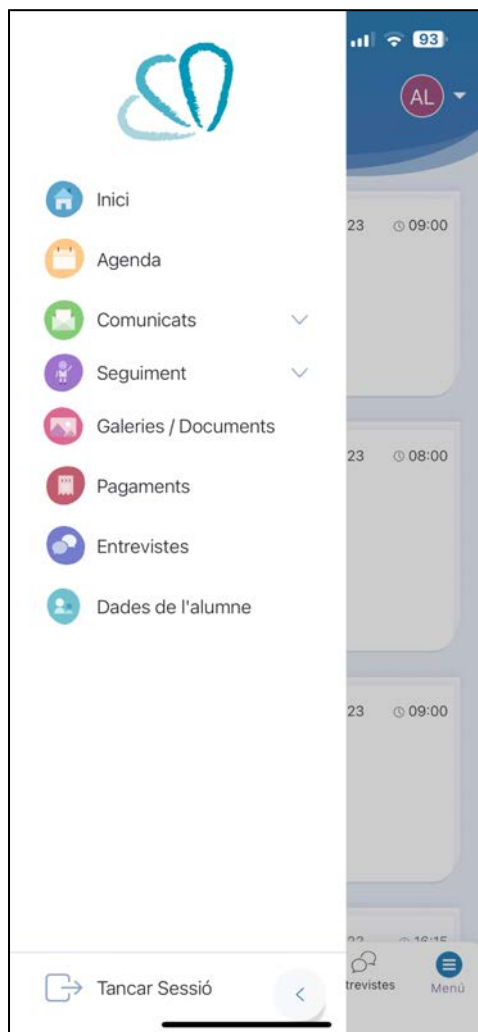 93
AL
Inici
23 09:00
Agenda
Comunicats
Seguiment
Galeries / Documents
23 08:00
Pagaments
Entrevistes
Dades de l'alumne
23 09:00
Tancar Sessió
trevistes
Menú